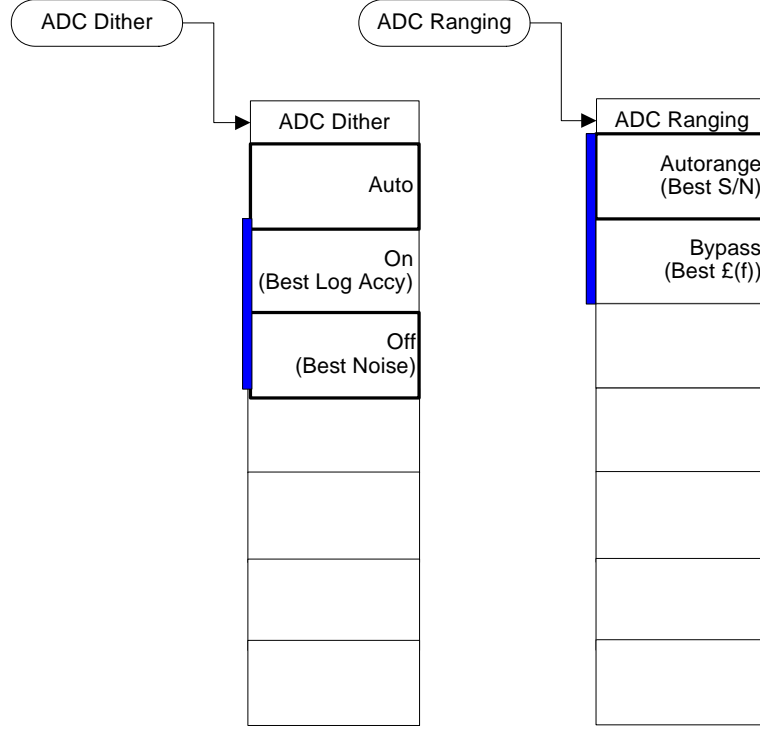 ADC Dither
ADC Ranging
ADC Dither
Auto
On
(Best Log Accy)
Off
(Best Noise)
ADC Ranging
Autorange
(Best S/N)
Bypass
(Best £(f))